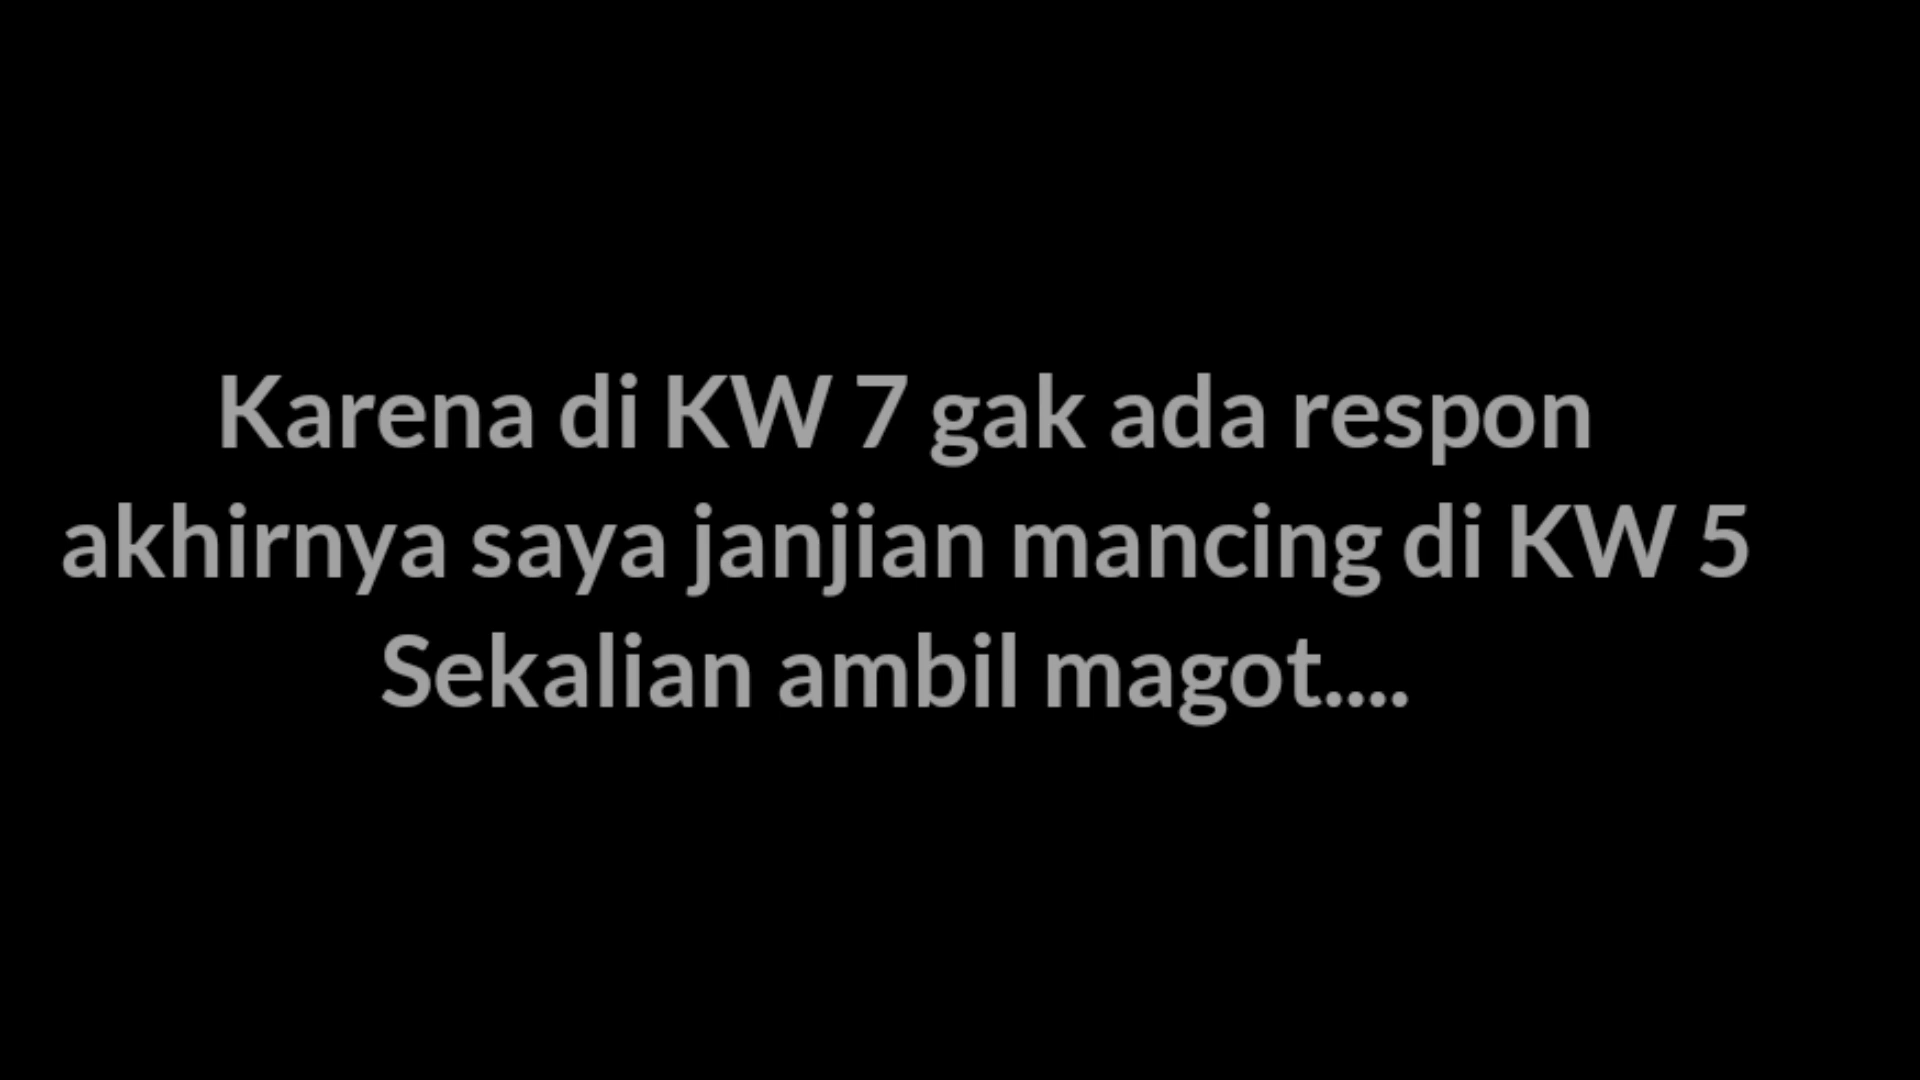 Karena di KW 7 gak ada respon
akhirnya saya janjian mancing di KW 5
Sekalian ambil magot....